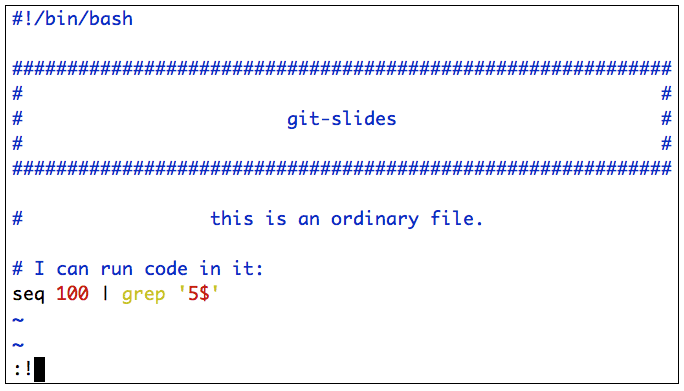 #!/bin/bash
############################################################
#                                                          #
#                        git-slides                        #
#                                                          #
############################################################
#                 this is an ordinary file.
# I can run code in it:
seq 100 | grep '5$'
~
~
:!